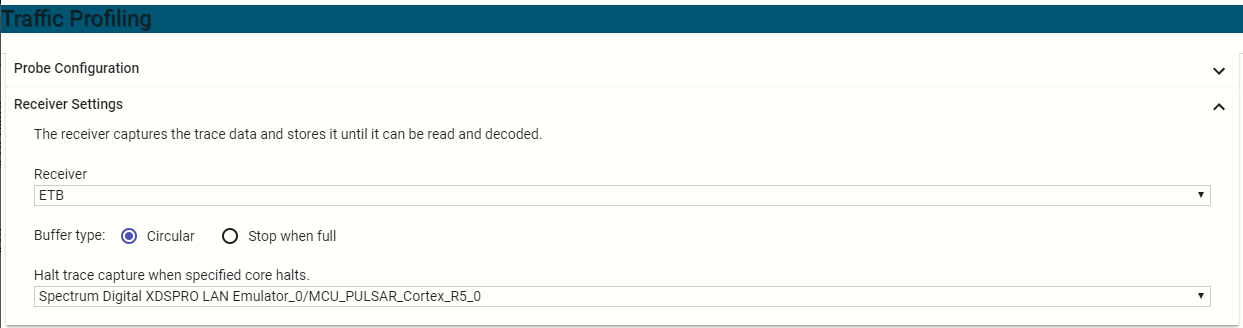 Traffic Profiling
Probe Configuration
Receiver Settings
The receiver captures the trace data and stores it until it can be read and decoded.
Receiver
ETB
Buffer type: Circular Stop when full
Halt trace capture when specified core halts.
Spectrum Digital XDSPRO LAN Emulator_0/MCU_PULSAR_Cortex_R5_0